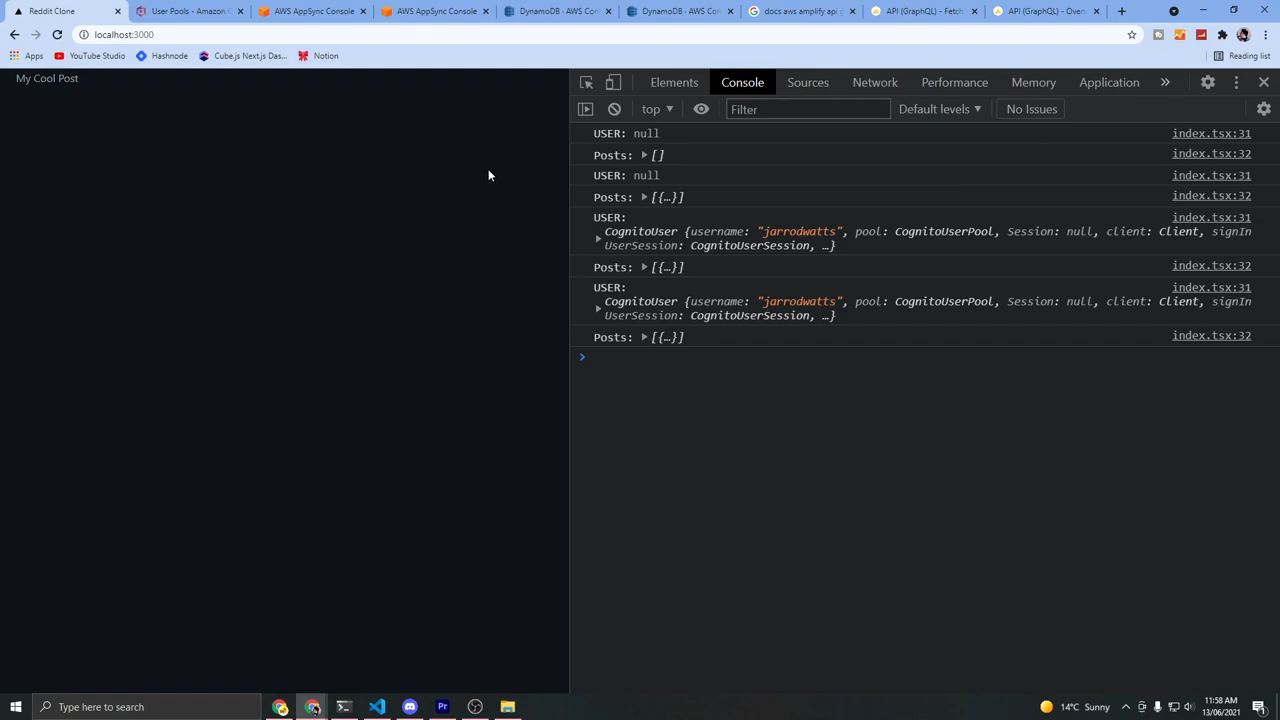 Reddit Clone
User Pools - Amazon C
AWS AppSync Console
AWS AppSync Console
DynamoDB - AWS Con
DynamoDB - AWS Con
docs aws amplify api g
API (GraphQL) - Fetch
API (GraphQL) - Over
localhost:3000
Apps
YouTube Studio
Hashnode
Cube.js Next.js Das...
Notion
Reading list
My Cool Post
Elements
Console
Sources
Network
Performance
Memory
Application
top
Filter
Default levels
No Issues
USER: null
index.tsx:31
Posts: []
index.tsx:32
USER: null
index.tsx:31
Posts: [{…}]
index.tsx:32
USER:
index.tsx:31
CognitoUser {username: "jarrodwatts", pool: CognitoUserPool, Session: null, client: Client, signIn
UserSession: CognitoUserSession, …}
Posts: [{…}]
index.tsx:32
USER:
index.tsx:31
CognitoUser {username: "jarrodwatts", pool: CognitoUserPool, Session: null, client: Client, signIn
UserSession: CognitoUserSession, …}
Posts: [{…}]
index.tsx:32
Type here to search
Pr
14°C Sunny
11:58 AM
13/06/2021